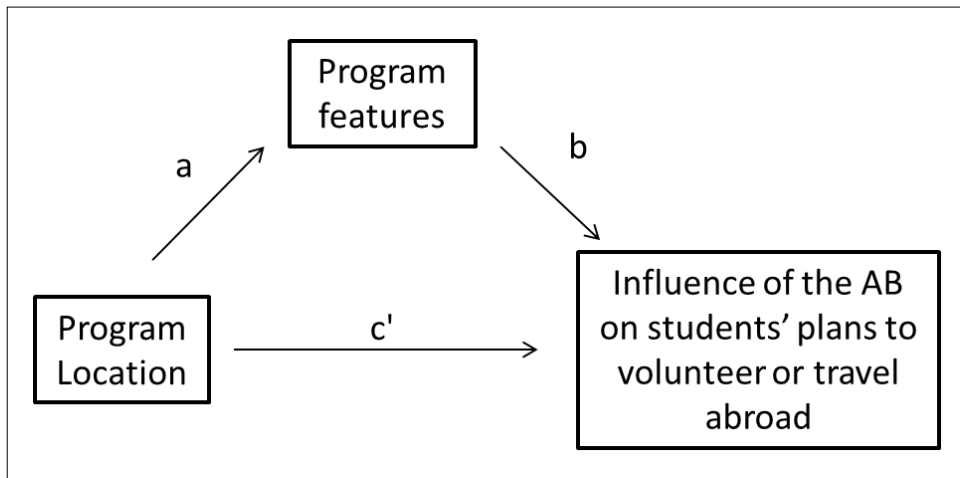 Program
features
a
b
Program
Location
c'
Influence of the AB
on students’ plans to
volunteer or travel
abroad